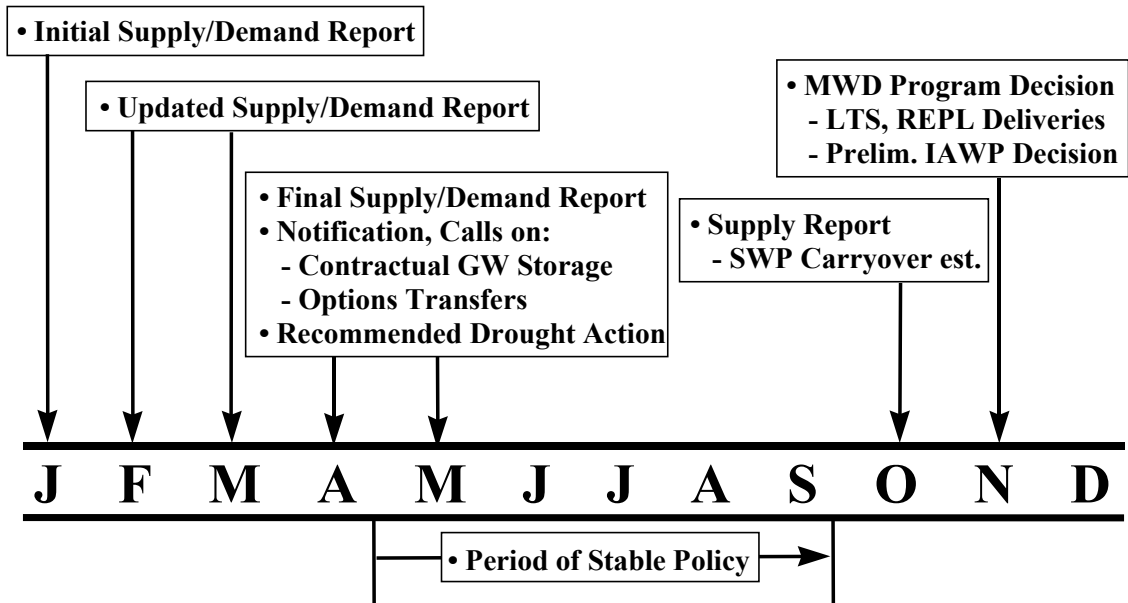 • Initial Supply/Demand Report
• Updated Supply/Demand Report
• MWD Program Decision
- LTS, REPL Deliveries
- Prelim. IAWP Decision
• Final Supply/Demand Report
• Notification, Calls on:
- Contractual GW Storage
- Options Transfers
• Recommended Drought Action
• Supply Report
- SWP Carryover est.
J F M A M J J A S O N D
• Period of Stable Policy